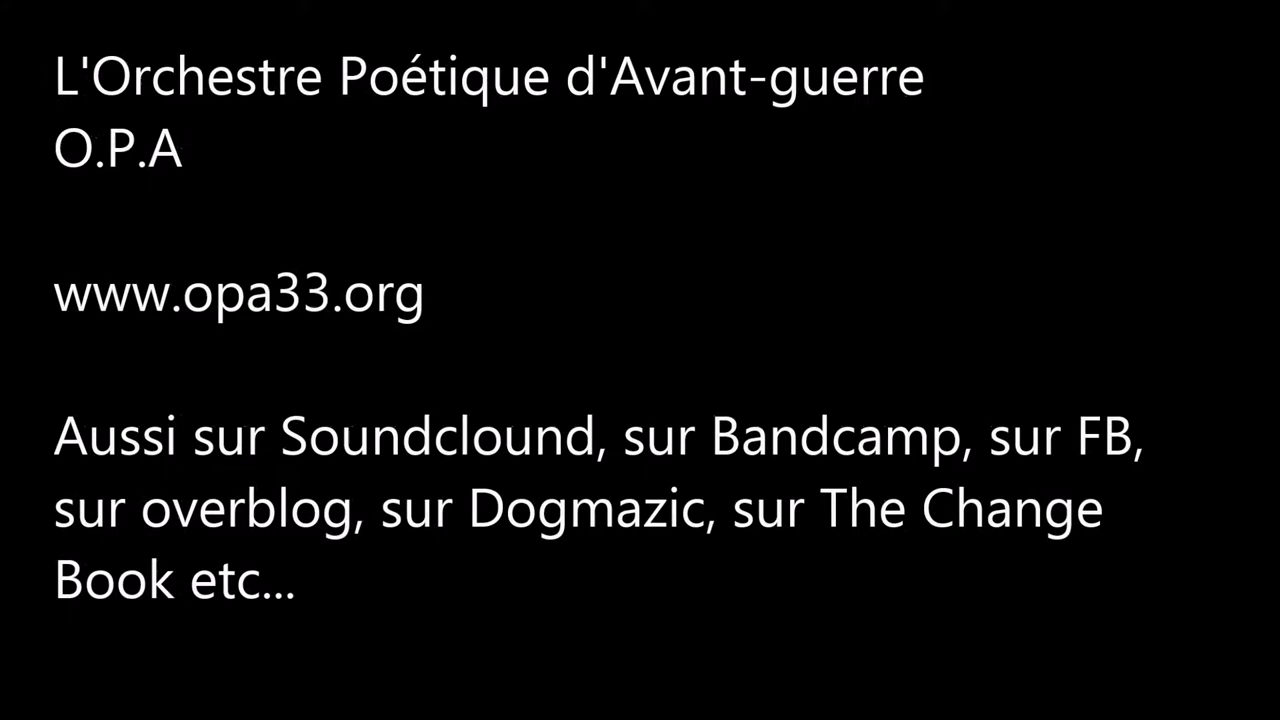 L'Orchestre Poétique d'Avant-guerre
O.P.A
www.opa33.org
Aussi sur Soundclound, sur Bandcamp, sur FB,
sur overblog, sur Dogmazic, sur The Change
Book etc...